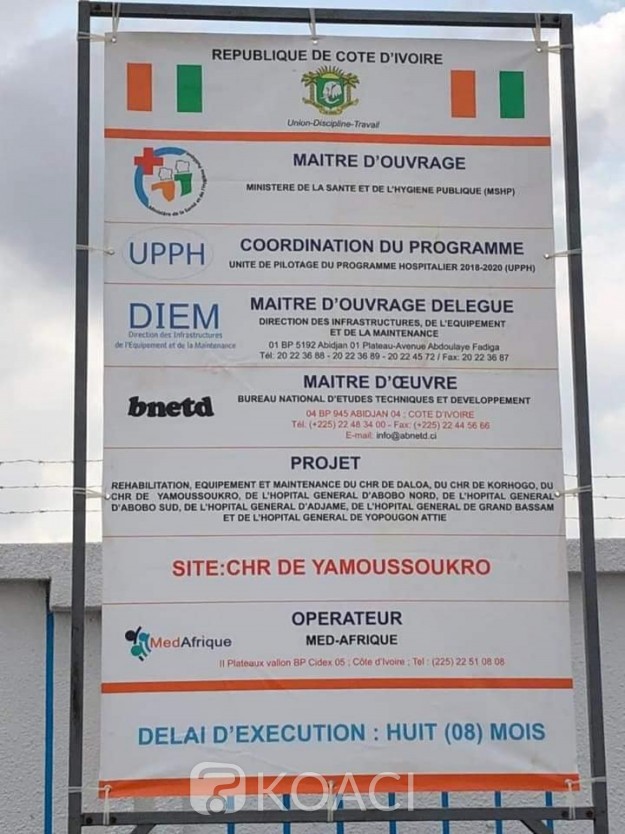 REPUBLIQUE DE COTE D'IVOIRE
Union-Discipline-Travail
MAITRE D'OUVRAGE
MINISTERE DE LA SANTE ET DE L'HYGIENE PUBLIQUE (MSHP)
UPPH
COORDINATION DU PROGRAMME
UNITE DE PILOTAGE DU PROGRAMME HOSPITALIER 2018-2020 (UPPH)
DIEM
Direction des Infrastructures
de l'Equipement et de la Maintenance
MAITRE D'OUVRAGE DELEGUE
DIRECTION DES INFRASTRUCTURES, DE L'EQUIPEMENT
ET DE LA MAINTENANCE
01 BP 5192 Abidjan 01 Plateau-Avenue Abdoulaye Fadiga
Tél: 20 22 36 88 - 20 22 36 89 - 20 22 45 72 / Fax: 20 22 36 87
bnetd
MAITRE D'ŒUVRE
BUREAU NATIONAL D'ETUDES TECHNIQUES ET DEVELOPPEMENT
04 BP 945 ABIDJAN 04 ; COTE D'IVOIRE
Tél: (+225) 22 48 34 00 - Fax: (+225) 22 44 56 66
E-mail: info@abnetd.ci
PROJET
REHABILITATION, EQUIPEMENT ET MAINTENANCE DU CHR DE DALOA, DU CHR DE KORHOGO, DU
CHR DE YAMOUSSOUKRO, DE L'HOPITAL GENERAL D'ABOBO NORD, DE L'HOPITAL GENERAL
D'ABOBO SUD, DE L'HOPITAL GENERAL D'ADJAME, DE L'HOPITAL GENERAL DE GRAND BASSAM
ET DE L'HOPITAL GENERAL DE YOPOUGON ATTIE
SITE:CHR DE YAMOUSSOUKRO
MedAfrique
OPERATEUR
MED-AFRIQUE
II Plateaux vallon BP Cidex 05 ; Côte d'Ivoire ; Tel : (225) 22 51 08 08
DELAI D'EXECUTION : HUIT (08) MOIS
KOACI